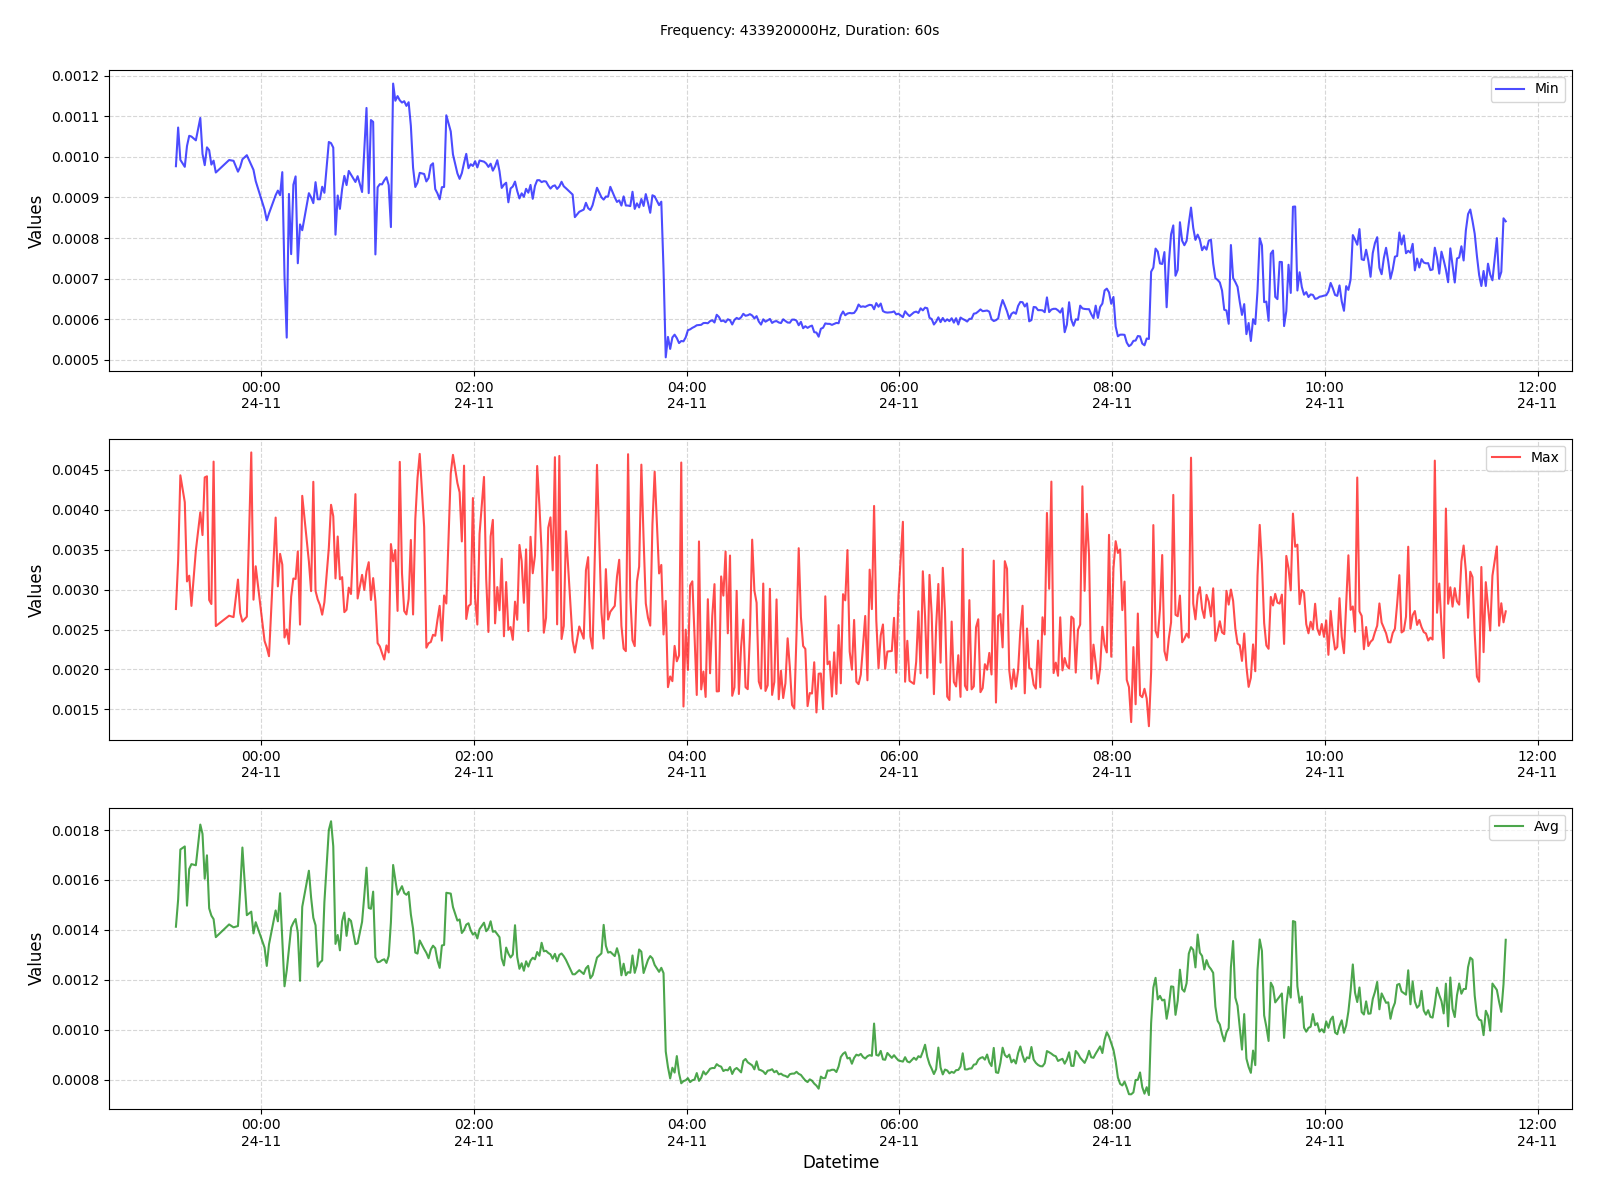 Frequency: 433920000Hz, Duration: 60s
Values
0.0012
0.0011
0.0010
0.0009
0.0008
0.0007
0.0006
0.0005
Min
00:00 02:00 04:00 06:00 08:00 10:00 12:00
24-11 24-11 24-11 24-11 24-11 24-11 24-11
Values
0.0045
0.0040
0.0035
0.0030
0.0025
0.0020
0.0015
Max
00:00 02:00 04:00 06:00 08:00 10:00 12:00
24-11 24-11 24-11 24-11 24-11 24-11 24-11
Values
0.0018
0.0016
0.0014
0.0012
0.0010
0.0008
Avg
00:00 02:00 04:00 06:00 08:00 10:00 12:00
24-11 24-11 24-11 24-11 24-11 24-11 24-11
Datetime